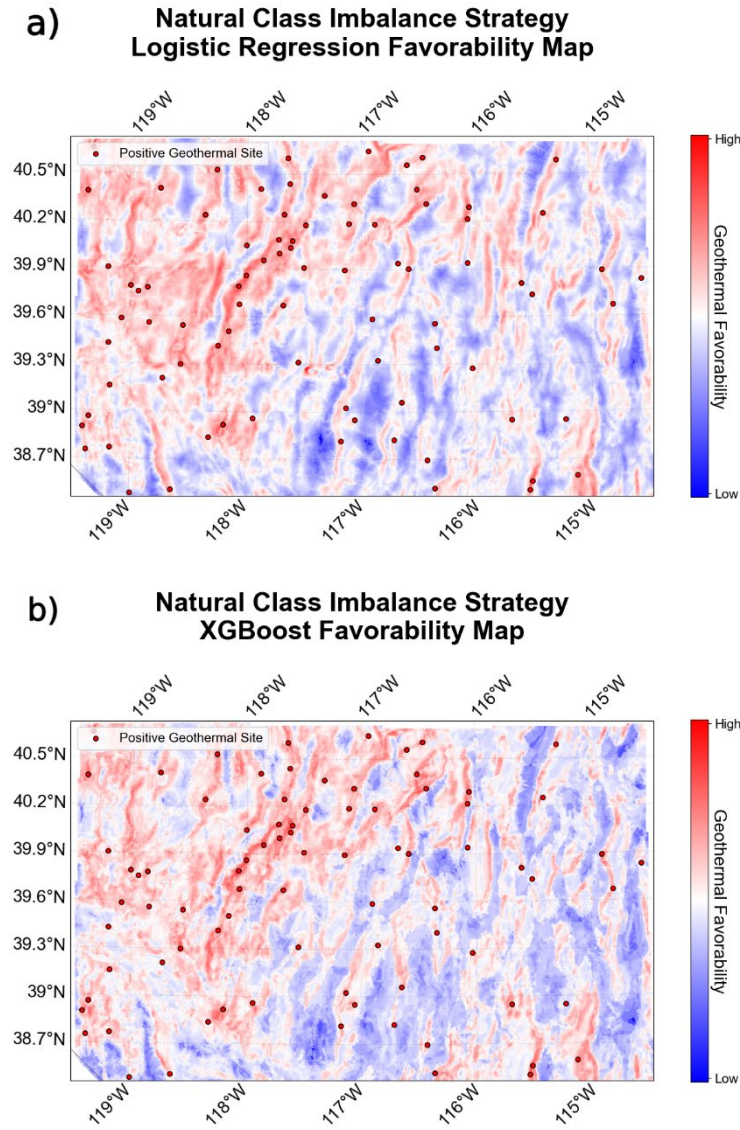 a)
Natural Class Imbalance Strategy
Logistic Regression Favorability Map
119°W
118°W
117°W
116°W
115°W
Positive Geothermal Site
40.5°N
40.2°N
39.9°N
39.6°N
39.3°N
39°N
38.7°N
119°W
118°W
117°W
116°W
115°W
High
Geothermal Favorability
Low
b)
Natural Class Imbalance Strategy
XGBoost Favorability Map
119°W
118°W
117°W
116°W
115°W
Positive Geothermal Site
40.5°N
40.2°N
39.9°N
39.6°N
39.3°N
39°N
38.7°N
119°W
118°W
117°W
116°W
115°W
High
Geothermal Favorability
Low